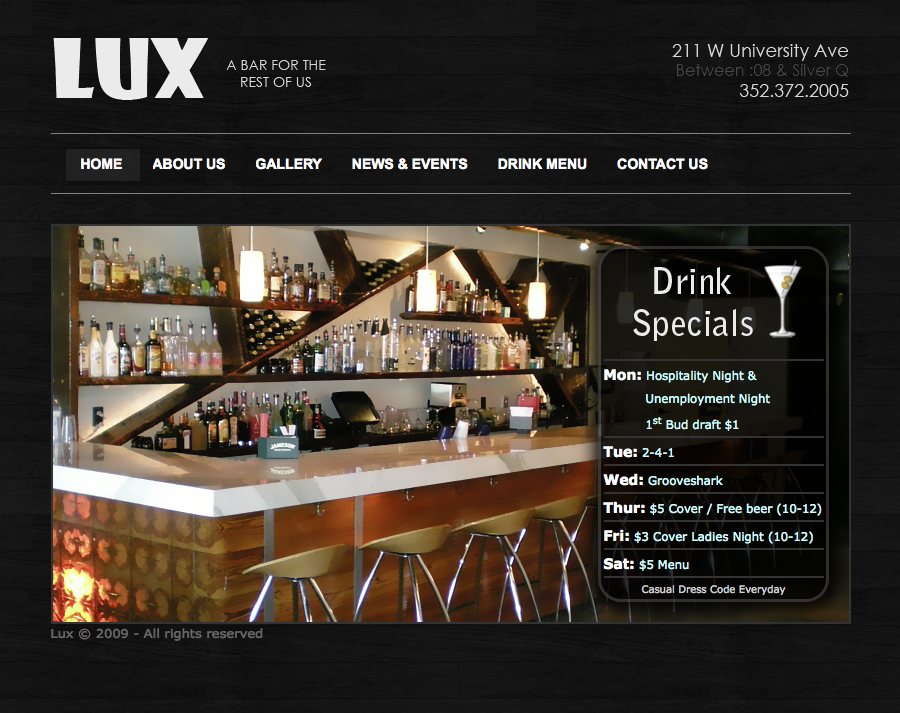 LUX
A BAR FOR THE
REST OF US
211 W University Ave
Between :08 & Silver Q
352.372.2005
HOME ABOUT US GALLERY NEWS & EVENTS DRINK MENU CONTACT US
Drink
Specials
Mon: Hospitality Night &
Unemployment Night
1st Bud draft $1
Tue: 2-4-1
Wed: Grooveshark
Thur: $5 Cover / Free beer (10-12)
Fri: $3 Cover Ladies Night (10-12)
Sat: $5 Menu
Casual Dress Code Everyday
JAMESON
Lux © 2009 - All rights reserved